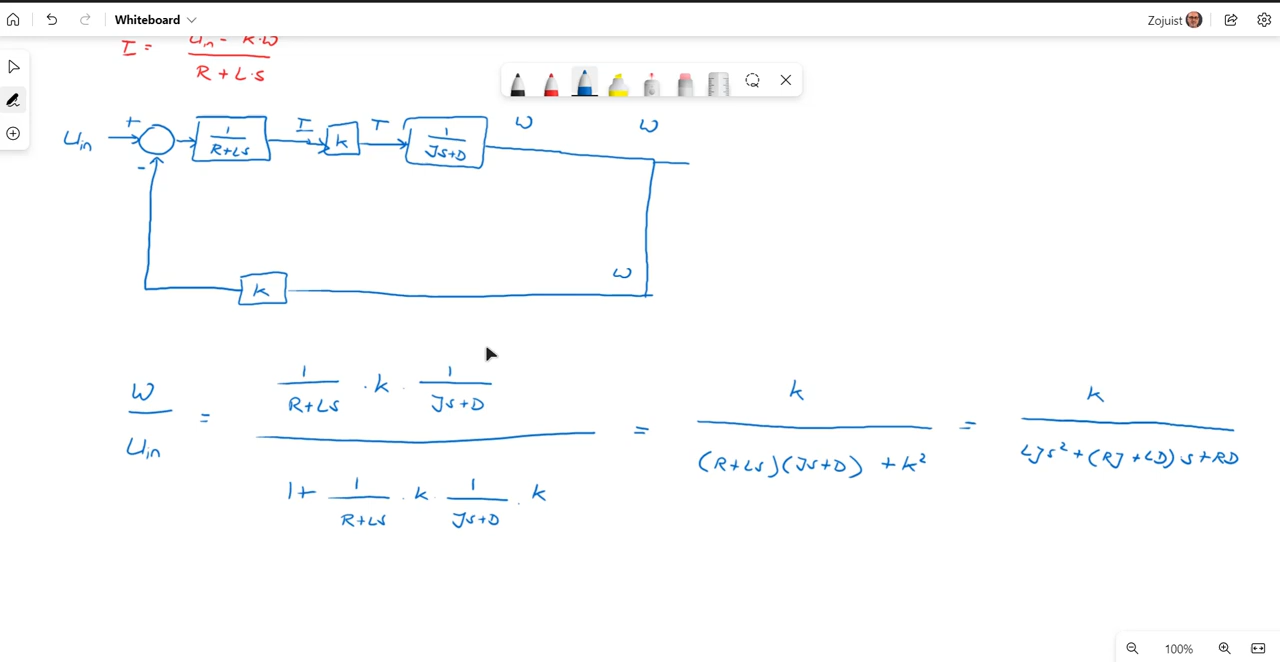 Whiteboard
Zojuist
I = Uin - k·ω
R + L·s
Uin + - 1 R+Ls I k T 1 Js+D ω ω
ω
k
ω = 1 · k · 1 = k = k
Uin R+Ls Js+D (R+Ls)(Js+D) + k² LJs² + (RJ + LD)s + RD
1 + 1 · k · 1 · k
R+Ls Js+D
100%